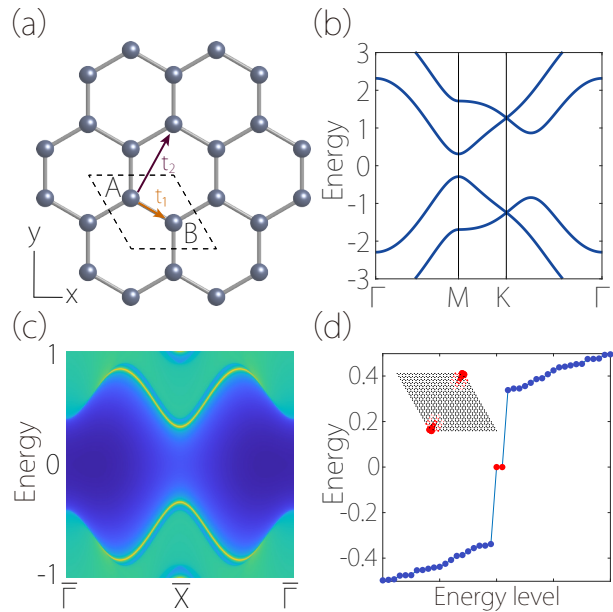 (a)
A
B
t₁
t₂
y
x
(b)
Energy
3
2
1
0
-1
-2
-3
Γ
M
K
Γ
(c)
Energy
1
0
-1
Γ̅
X̅
Γ̅
(d)
0.4
0.2
0
-0.2
-0.4
Energy level